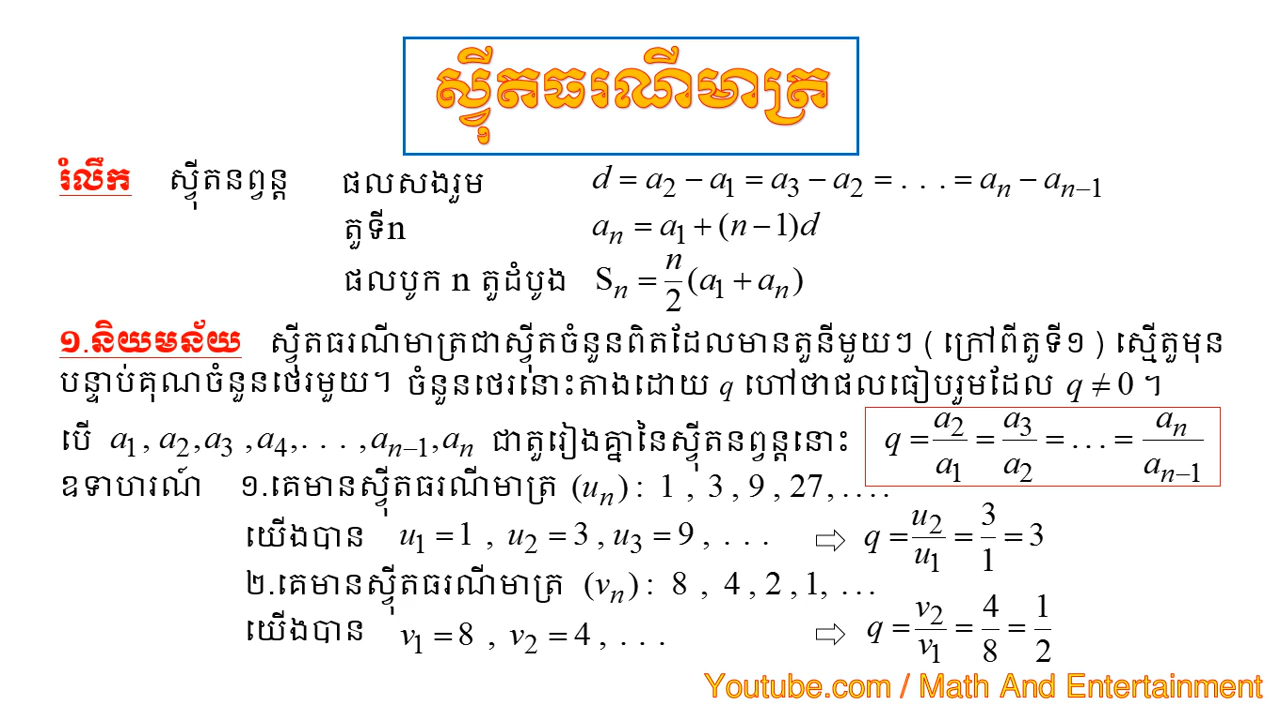 ស្វ៊ីតធរណីមាត្រ
រំលឹក ស្វ៊ីតនព្វន្ត ផលសងរួម d = a₂ − a₁ = a₃ − a₂ = . . . = aₙ − aₙ₋₁
តួទីn aₙ = a₁ + (n − 1)d
ផលបូក n តួដំបូង Sₙ = n/2 (a₁ + aₙ)
១.និយមន័យ ស្វ៊ីតធរណីមាត្រជាស្វ៊ីតចំនួនពិតដែលមានតួនីមួយៗ ( ក្រៅពីតួទី១ ) ស្មើតួមុន
បន្ទាប់គុណចំនួនថេរមួយ។ ចំនួនថេរនោះតាងដោយ q ហៅថាផលធៀបរួមដែល q ≠ 0 ។
បើ a₁ , a₂ , a₃ , a₄ , . . . , aₙ₋₁ , aₙ ជាតួរៀងគ្នានៃស្វ៊ីតនព្វន្តនោះ q = a₂/a₁ = a₃/a₂ = . . . = aₙ/aₙ₋₁
ឧទាហរណ៍ ១.គេមានស្វ៊ីតធរណីមាត្រ (uₙ) : 1 , 3 , 9 , 27 , . . . .
យើងបាន u₁ = 1 , u₂ = 3 , u₃ = 9 , . . . ⇨ q = u₂/u₁ = 3/1 = 3
២.គេមានស្វ៊ីតធរណីមាត្រ (vₙ) : 8 , 4 , 2 , 1, . . .
យើងបាន v₁ = 8 , v₂ = 4 , . . . ⇨ q = v₂/v₁ = 4/8 = 1/2
Youtube.com / Math And Entertainment